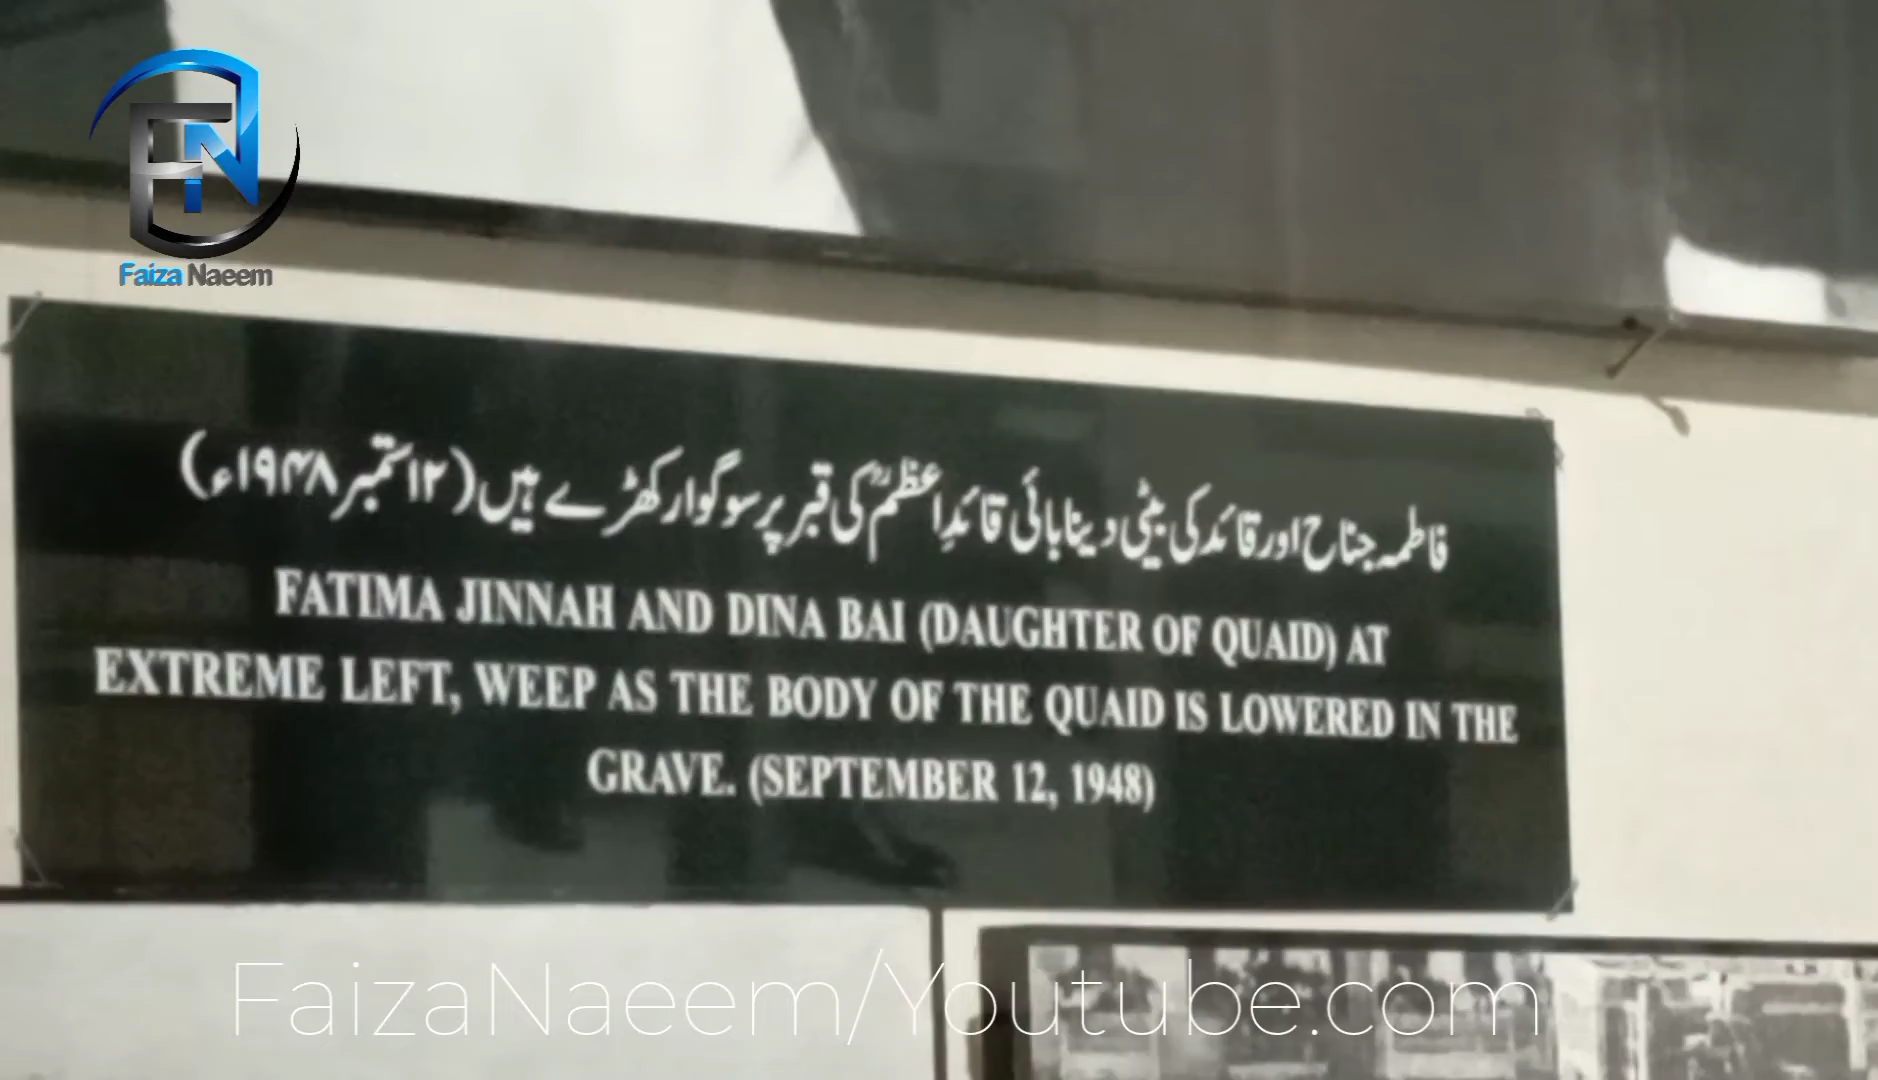 FN
Faiza Naeem
فاطمہ جناح اور قائد کی بیٹی دینا بائی قائدِ اعظمؒ کی قبر پر سوگوار کھڑے ہیں (۱۲ ستمبر ۱۹۴۸ء)
FATIMA JINNAH AND DINA BAI (DAUGHTER OF QUAID) AT
EXTREME LEFT, WEEP AS THE BODY OF THE QUAID IS LOWERED IN THE
GRAVE. (SEPTEMBER 12, 1948)
FaizaNaeem/Youtube.com